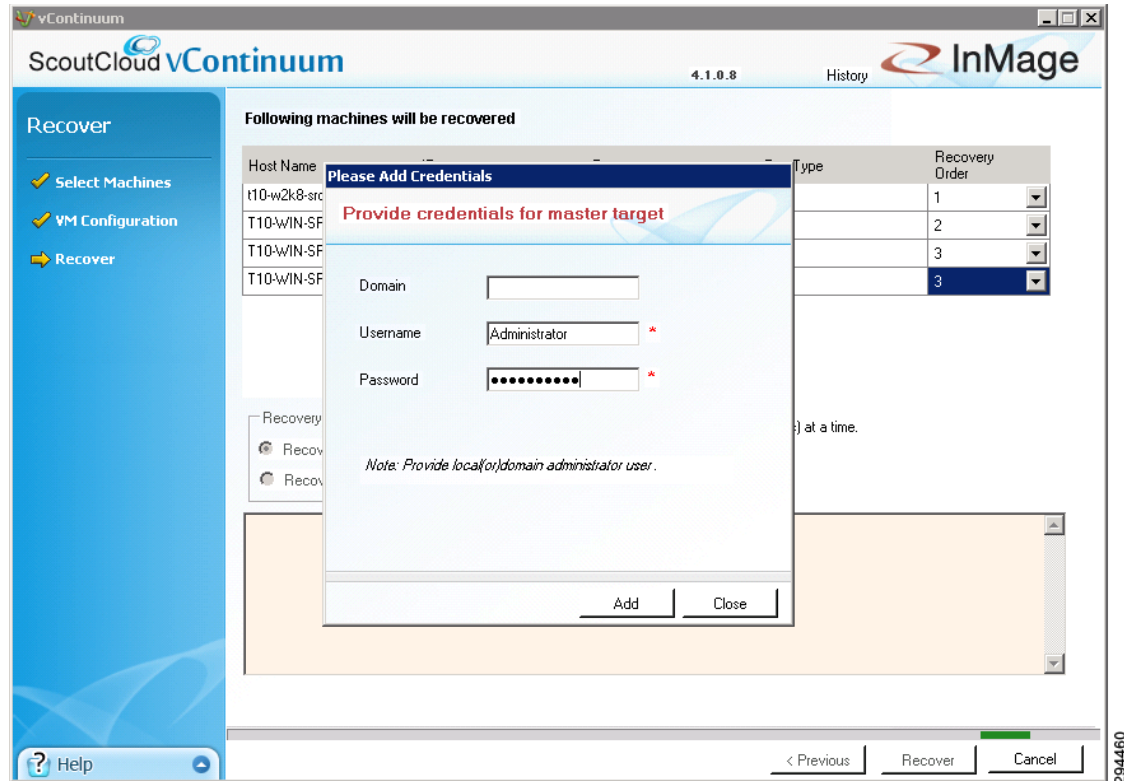 vContinuum
ScoutCloud vContinuum
4.1.0.8
History
InMage
Recover
Select Machines
VM Configuration
Recover
Following machines will be recovered
Host Name
Type
Recovery
Order
t10-w2k8-src
1
T10-WIN-SF
2
T10-WIN-SF
3
T10-WIN-SF
3
Please Add Credentials
Provide credentials for master target
Domain
Username
Administrator
*
Password
●●●●●●●●●●
*
Note: Provide local(or)domain administrator user .
Add
Close
Recovery
Recov
Recov
) at a time.
Help
< Previous
Recover
Cancel
294460